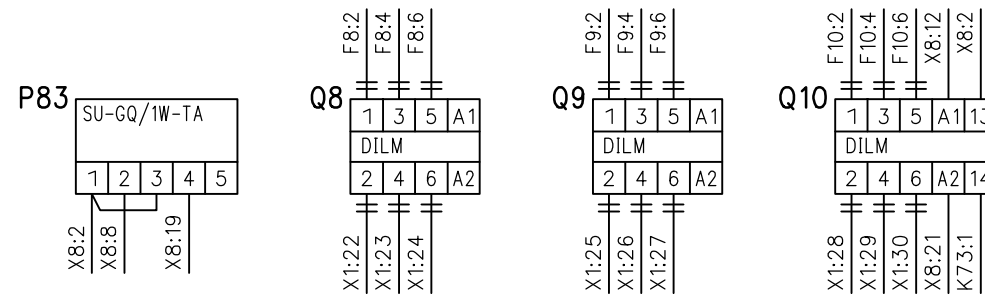 F8:2 F8:4 F8:6
F9:2 F9:4 F9:6
F10:2 F10:4 F10:6 X8:12 X8:2
P83
SU-GQ/1W-TA
1 2 3 4 5
X8:2 X8:8 X8:19
Q8
1 3 5 A1
DILM
2 4 6 A2
X1:22 X1:23 X1:24
Q9
1 3 5 A1
DILM
2 4 6 A2
X1:25 X1:26 X1:27
Q10
1 3 5 A1 13
DILM
2 4 6 A2 14
X1:28 X1:29 X1:30 X8:21 K73:1